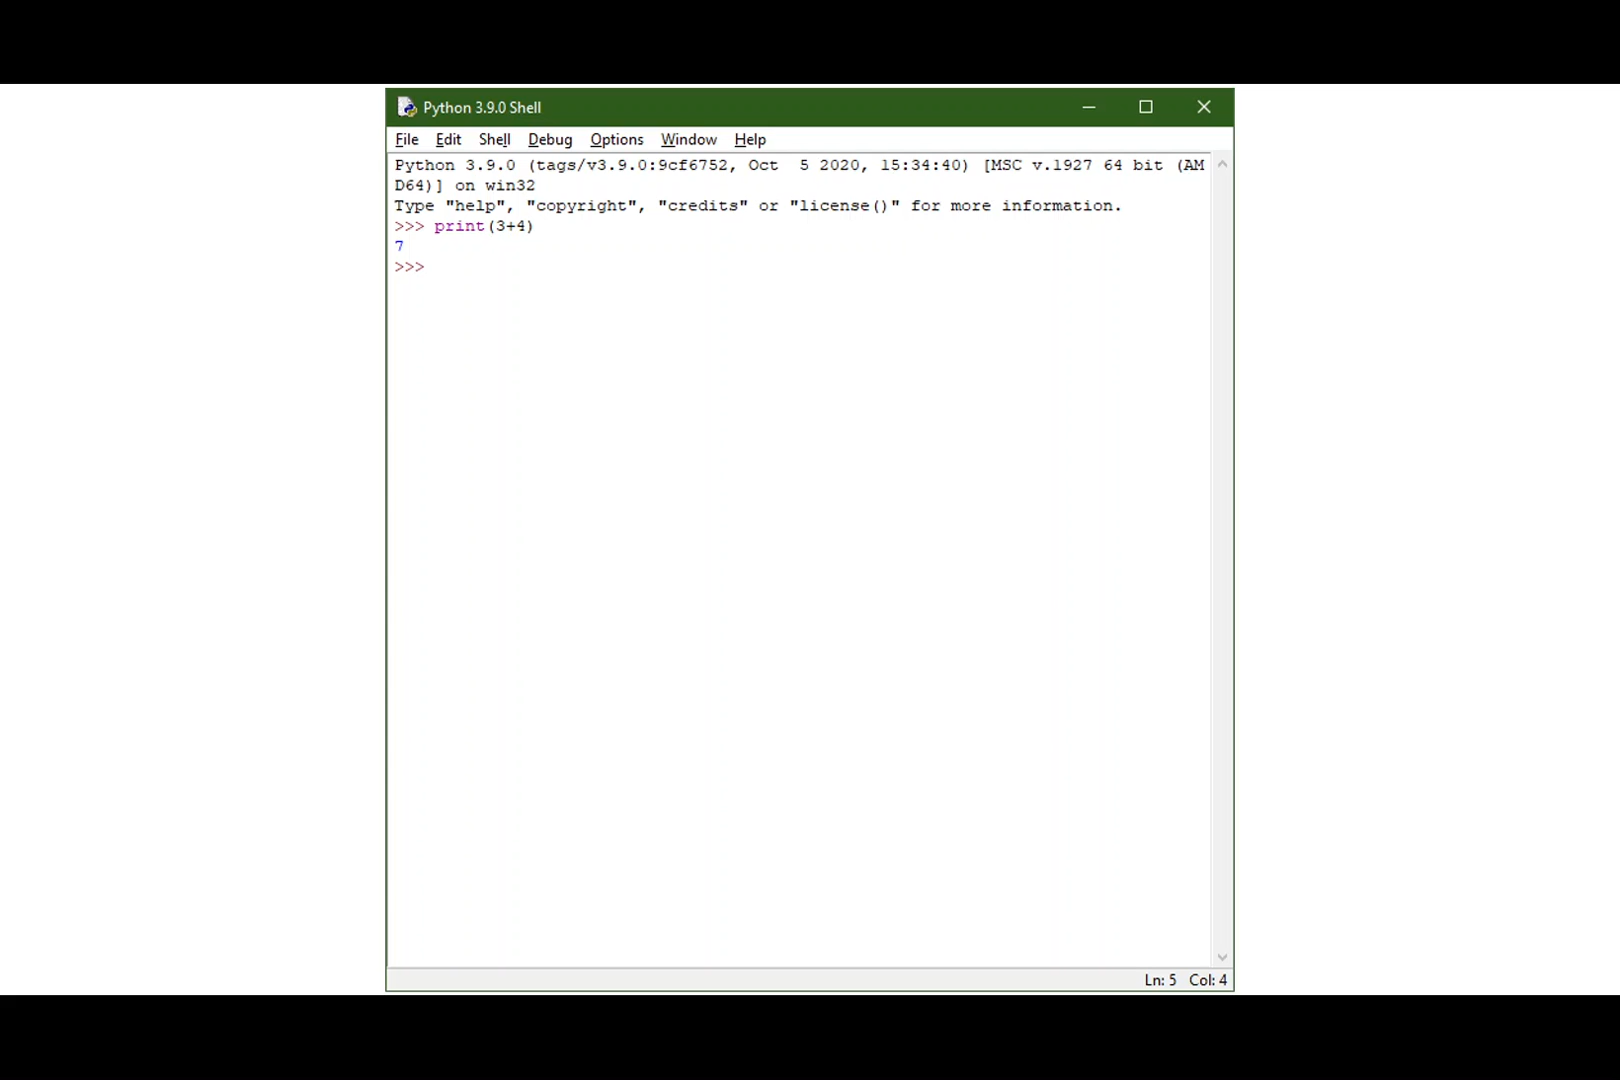 Python 3.9.0 Shell
File Edit Shell Debug Options Window Help
Python 3.9.0 (tags/v3.9.0:9cf6752, Oct  5 2020, 15:34:40) [MSC v.1927 64 bit (AM
D64)] on win32
Type "help", "copyright", "credits" or "license()" for more information.
>>> print(3+4)
7
>>>
Ln: 5 Col: 4